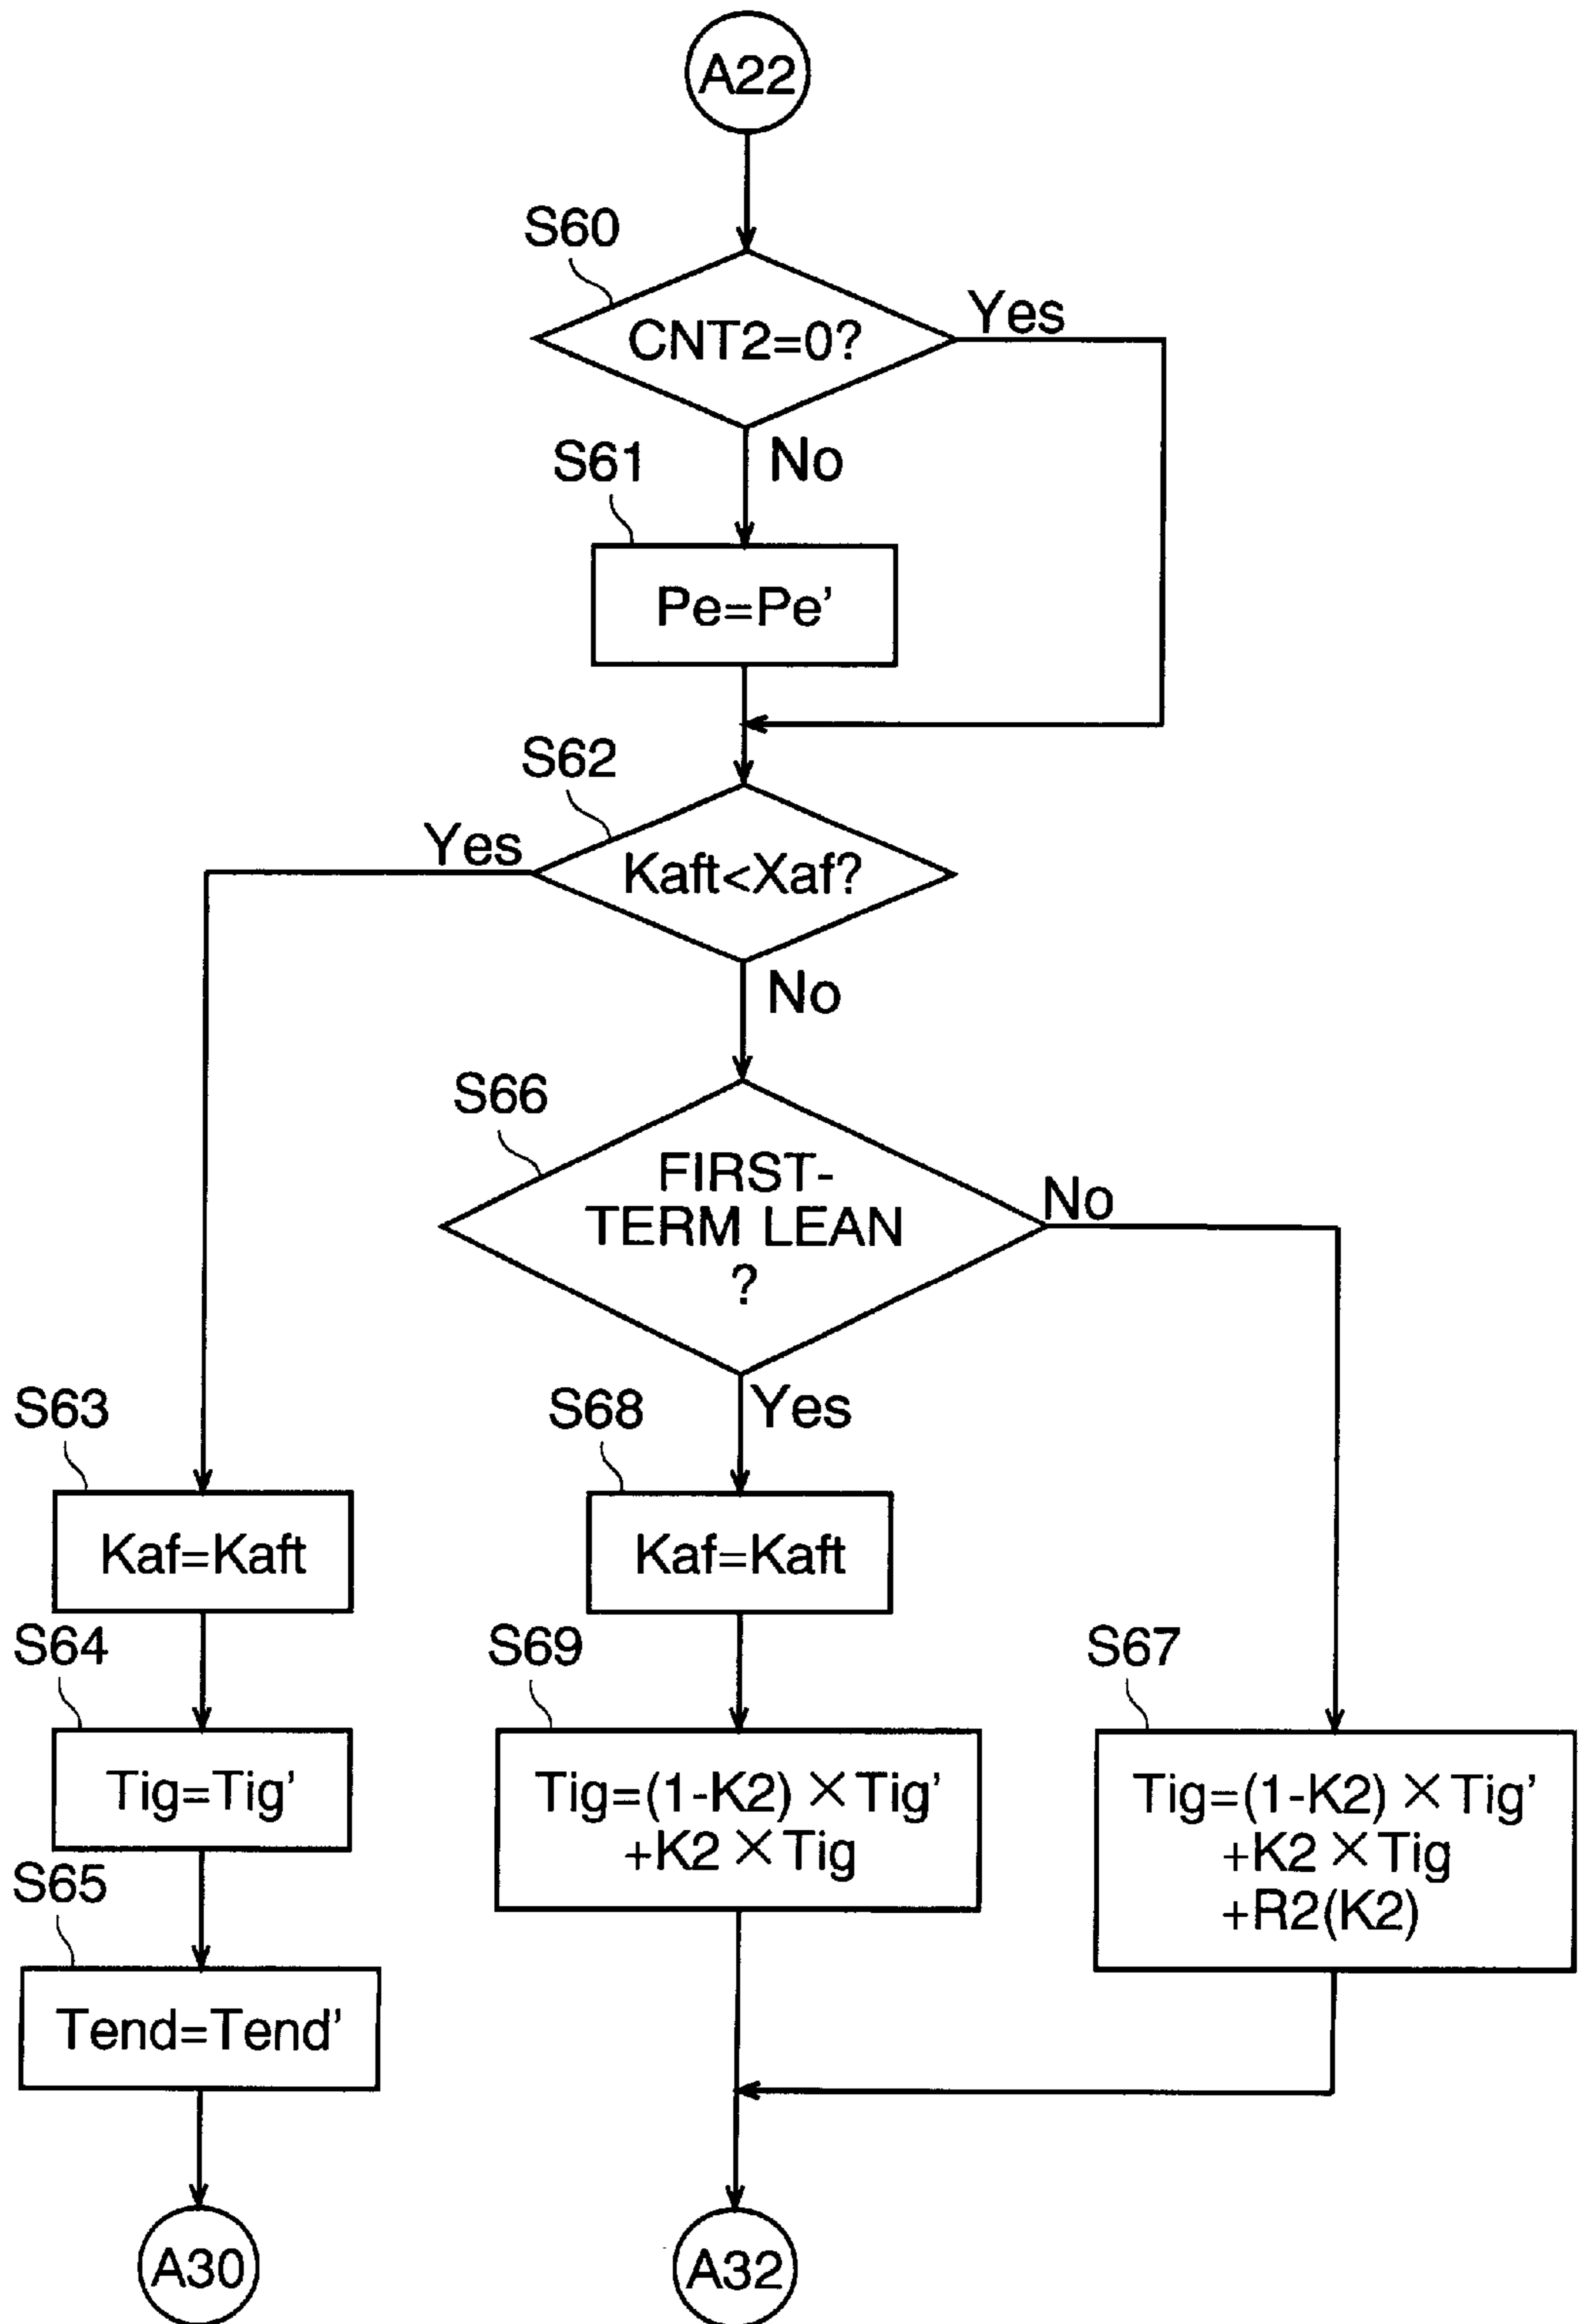 A22
S60
CNT2=0?
Yes
No
S61
Pe=Pe’
S62
Yes
Kaft<Xaf?
No
S66
FIRST-
TERM LEAN
?
No
Yes
S63
Kaf=Kaft
S64
Tig=Tig’
S65
Tend=Tend’
A30
S68
Kaf=Kaft
S69
Tig=(1-K2)×Tig’
+K2×Tig
S67
Tig=(1-K2)×Tig’
+K2×Tig
+R2(K2)
A32